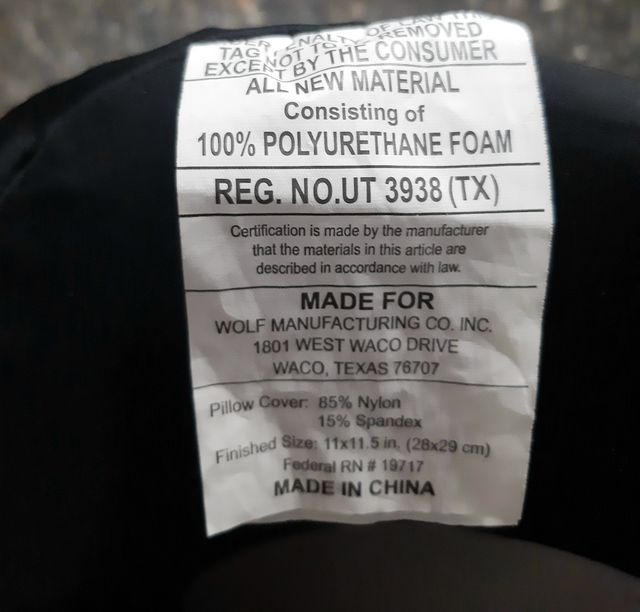 TAG NOT TO BE REMOVED
EXCEPT BY THE CONSUMER
ALL NEW MATERIAL
Consisting of
100% POLYURETHANE FOAM
REG. NO.UT 3938 (TX)
Certification is made by the manufacturer
that the materials in this article are
described in accordance with law.
MADE FOR
WOLF MANUFACTURING CO. INC.
1801 WEST WACO DRIVE
WACO, TEXAS 76707
Pillow Cover: 85% Nylon
15% Spandex
Finished Size: 11x11.5 in. (28x29 cm)
Federal RN # 19717
MADE IN CHINA